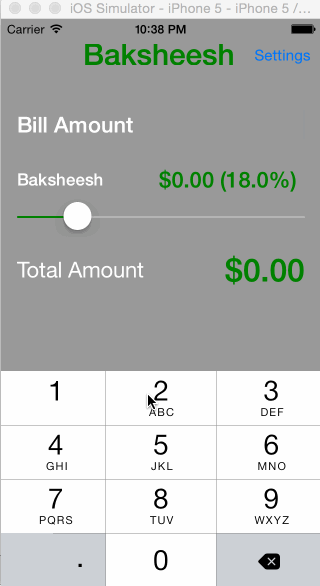 iOS Simulator - iPhone 5 - iPhone 5 /...
Carrier 10:38 PM
Baksheesh Settings
Bill Amount
Baksheesh $0.00 (18.0%)
Total Amount $0.00
1 2 3
ABC DEF
4 5 6
GHI JKL MNO
7 8 9
PQRS TUV WXYZ
. 0